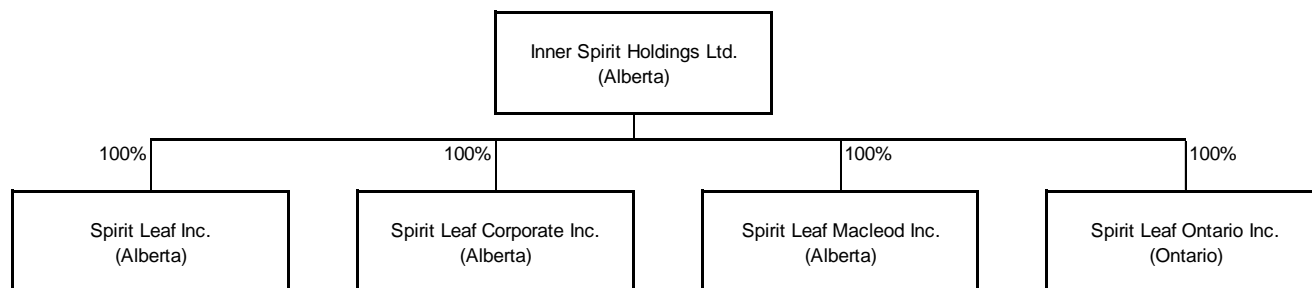 Inner Spirit Holdings Ltd.
(Alberta)
100%
100%
100%
100%
Spirit Leaf Inc.
(Alberta)
Spirit Leaf Corporate Inc.
(Alberta)
Spirit Leaf Macleod Inc.
(Alberta)
Spirit Leaf Ontario Inc.
(Ontario)